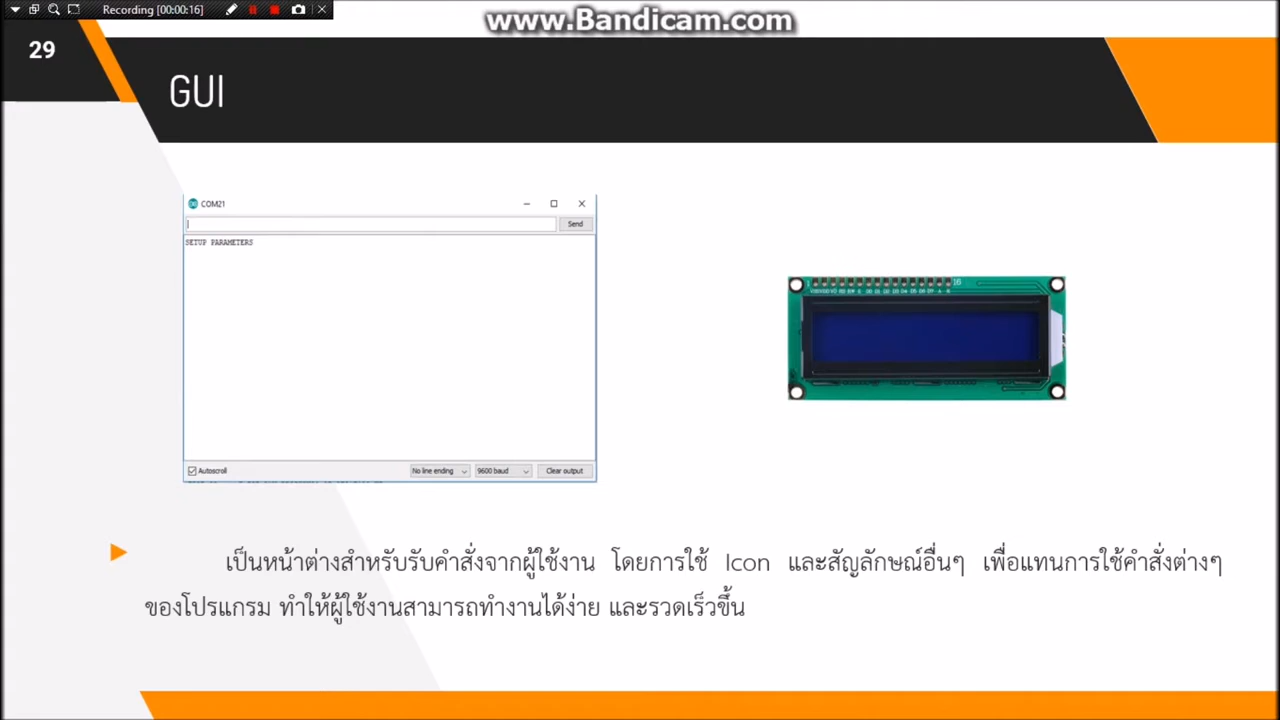 Recording [00:00:16]
www.Bandicam.com
29
GUI
COM21
Send
SETUP PARAMETERS
Autoscroll
No line ending
9600 baud
Clear output
16
เป็นหน้าต่างสำหรับรับคำสั่งจากผู้ใช้งาน โดยการใช้ Icon และสัญลักษณ์อื่นๆ เพื่อแทนการใช้คำสั่งต่างๆ
ของโปรแกรม ทำให้ผู้ใช้งานสามารถทำงานได้ง่าย และรวดเร็วขึ้น